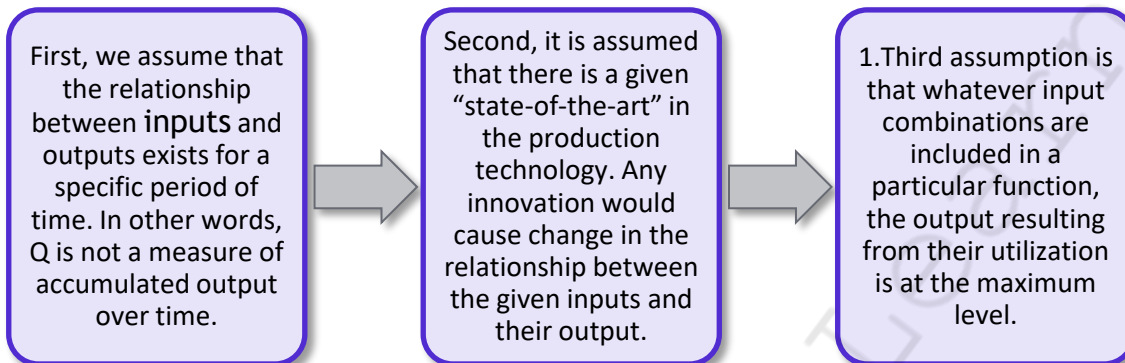 First, we assume that
the relationship
between inputs and
outputs exists for a
specific period of
time. In other words,
Q is not a measure of
accumulated output
over time.
Second, it is assumed
that there is a given
“state-of-the-art” in
the production
technology. Any
innovation would
cause change in the
relationship between
the given inputs and
their output.
1.Third assumption is
that whatever input
combinations are
included in a
particular function,
the output resulting
from their utilization
is at the maximum
level.
Learn